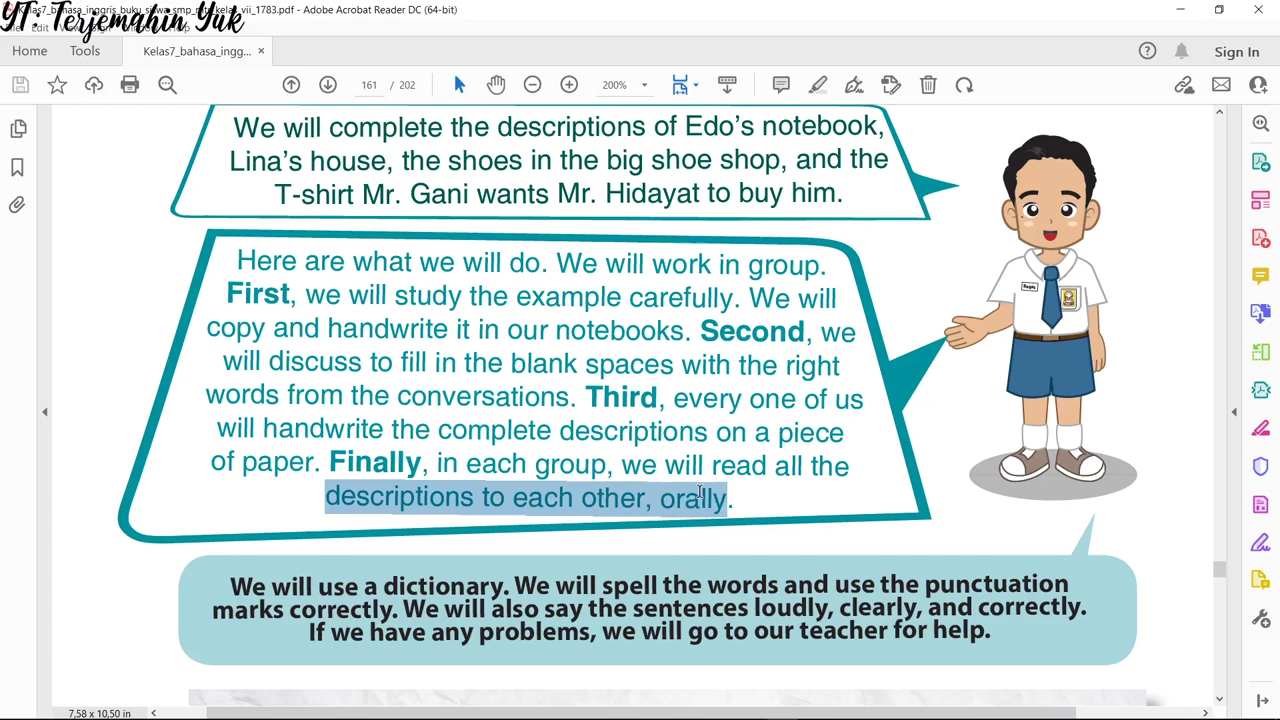 Kelas7_bahasa_inggris_buku_siswa_smp_mts_kelas_vii_1783.pdf - Adobe Acrobat Reader DC (64-bit)
YT: Terjemahin Yuk
Home Tools Kelas7_bahasa_ingg... × Sign In
161 / 202 200%
We will complete the descriptions of Edo's notebook,
Lina's house, the shoes in the big shoe shop, and the
T-shirt Mr. Gani wants Mr. Hidayat to buy him.
Here are what we will do. We will work in group.
First, we will study the example carefully. We will
copy and handwrite it in our notebooks. Second, we
will discuss to fill in the blank spaces with the right
words from the conversations. Third, every one of us
will handwrite the complete descriptions on a piece
of paper. Finally, in each group, we will read all the
descriptions to each other, orally.
We will use a dictionary. We will spell the words and use the punctuation
marks correctly. We will also say the sentences loudly, clearly, and correctly.
If we have any problems, we will go to our teacher for help.
7,58 x 10,50 in